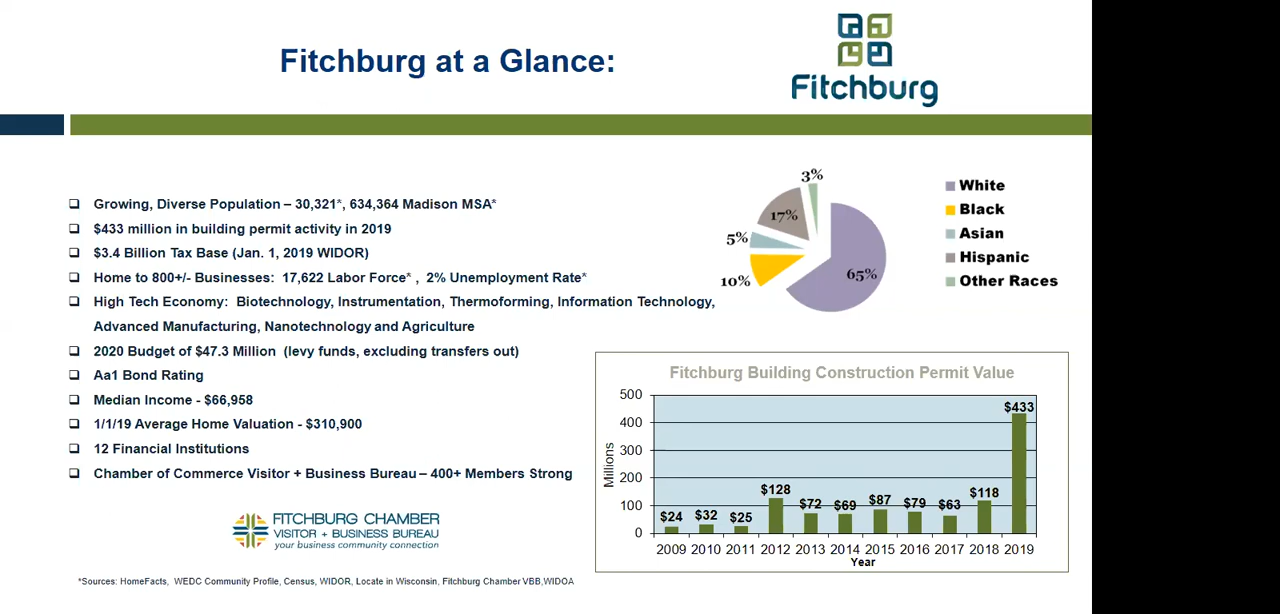 Fitchburg at a Glance:
Fitchburg
Growing, Diverse Population – 30,321*, 634,364 Madison MSA*
$433 million in building permit activity in 2019
$3.4 Billion Tax Base (Jan. 1, 2019 WIDOR)
Home to 800+/- Businesses: 17,622 Labor Force* , 2% Unemployment Rate*
High Tech Economy: Biotechnology, Instrumentation, Thermoforming, Information Technology,
Advanced Manufacturing, Nanotechnology and Agriculture
2020 Budget of $47.3 Million (levy funds, excluding transfers out)
Aa1 Bond Rating
Median Income - $66,958
1/1/19 Average Home Valuation - $310,900
12 Financial Institutions
Chamber of Commerce Visitor + Business Bureau – 400+ Members Strong
FITCHBURG CHAMBER
VISITOR + BUSINESS BUREAU
your business community connection
*Sources: HomeFacts, WEDC Community Profile, Census, WIDOR, Locate in Wisconsin, Fitchburg Chamber VBB,WIDOA
3%
17%
5%
10%
65%
White
Black
Asian
Hispanic
Other Races
Fitchburg Building Construction Permit Value
Millions
500
400
300
200
100
0
$24 $32 $25 $128 $72 $69 $87 $79 $63 $118 $433
2009 2010 2011 2012 2013 2014 2015 2016 2017 2018 2019
Year